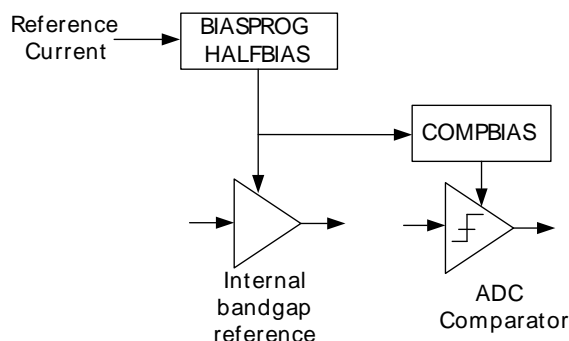 Reference
Current
BIASPROG
HALFBIAS
COMPBIAS
Internal
bandgap
reference
ADC
Comparator